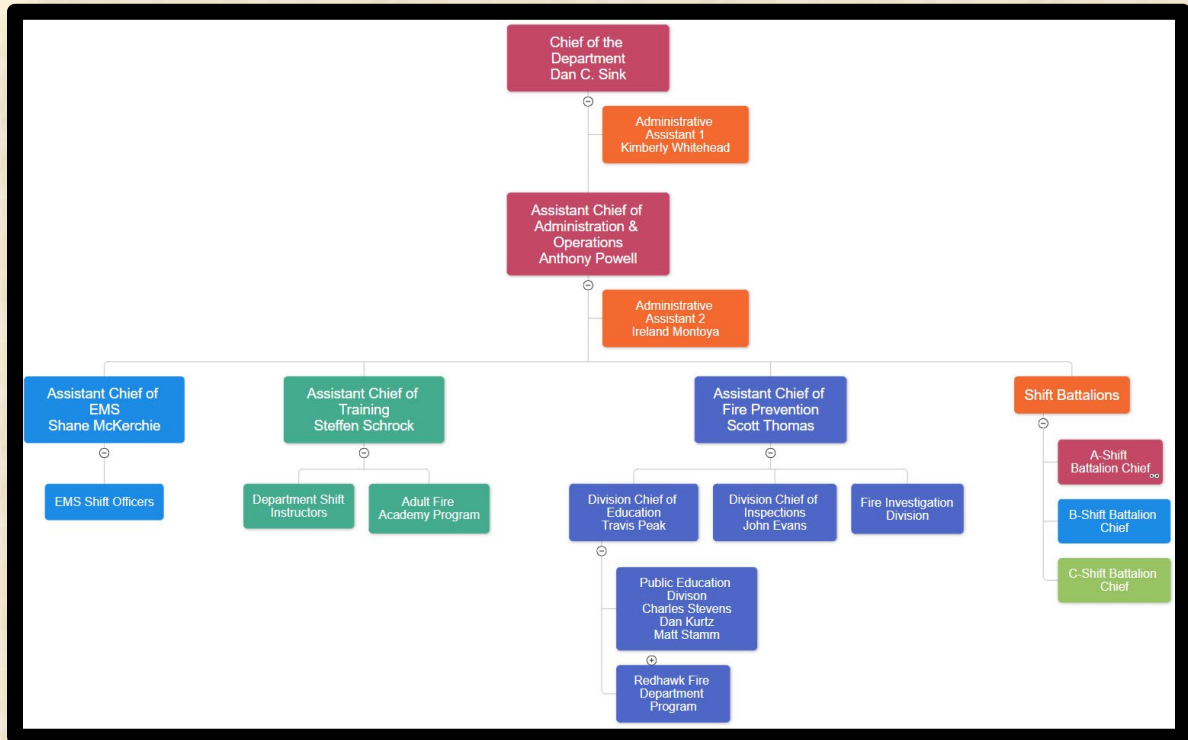 Chief of the
Department
Dan C. Sink
Administrative
Assistant 1
Kimberly Whitehead
Assistant Chief of
Administration &
Operations
Anthony Powell
Administrative
Assistant 2
Ireland Montoya
Assistant Chief of
EMS
Shane McKerchie
Assistant Chief of
Training
Steffen Schrock
Assistant Chief of
Fire Prevention
Scott Thomas
Shift Battalions
EMS Shift Officers
Department Shift
Instructors
Adult Fire
Academy Program
Division Chief of
Education
Travis Peak
Division Chief of
Inspections
John Evans
Fire Investigation
Division
A-Shift
Battalion Chief
B-Shift Battalion
Chief
C-Shift Battalion
Chief
Public Education
Divison
Charles Stevens
Dan Kurtz
Matt Stamm
Redhawk Fire
Department
Program